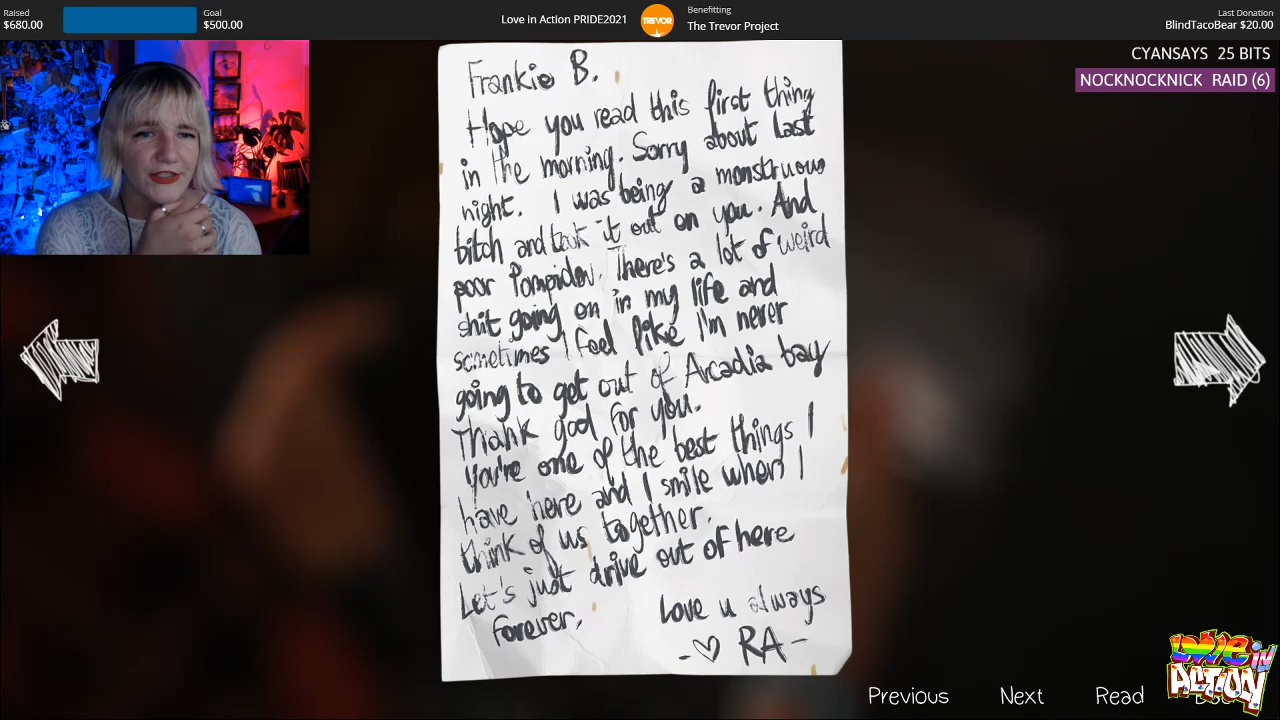 Raised
$680.00
Goal
$500.00
Love in Action PRIDE2021
TREVOR
Benefitting
The Trevor Project
Last Donation
BlindTacoBear $20.00
CYANSAYS 25 BITS
NOCKNOCKNICK RAID (6)
Frankie B.
Hope you read this first thing
in the morning. Sorry about last
night. I was being a monstruous
bitch and took it out on you. And
poor Pompidou. There's a lot of weird
shit going on in my life and
sometimes I feel like I'm never
going to get out of Arcadia bay
Thank god for you.
You're one of the best things I
have here and I smile when I
think of us together.
Let's just drive out of here
forever.
Love u always
-♡ RA-
Previous
Next
Read
LOVE in
ACTION